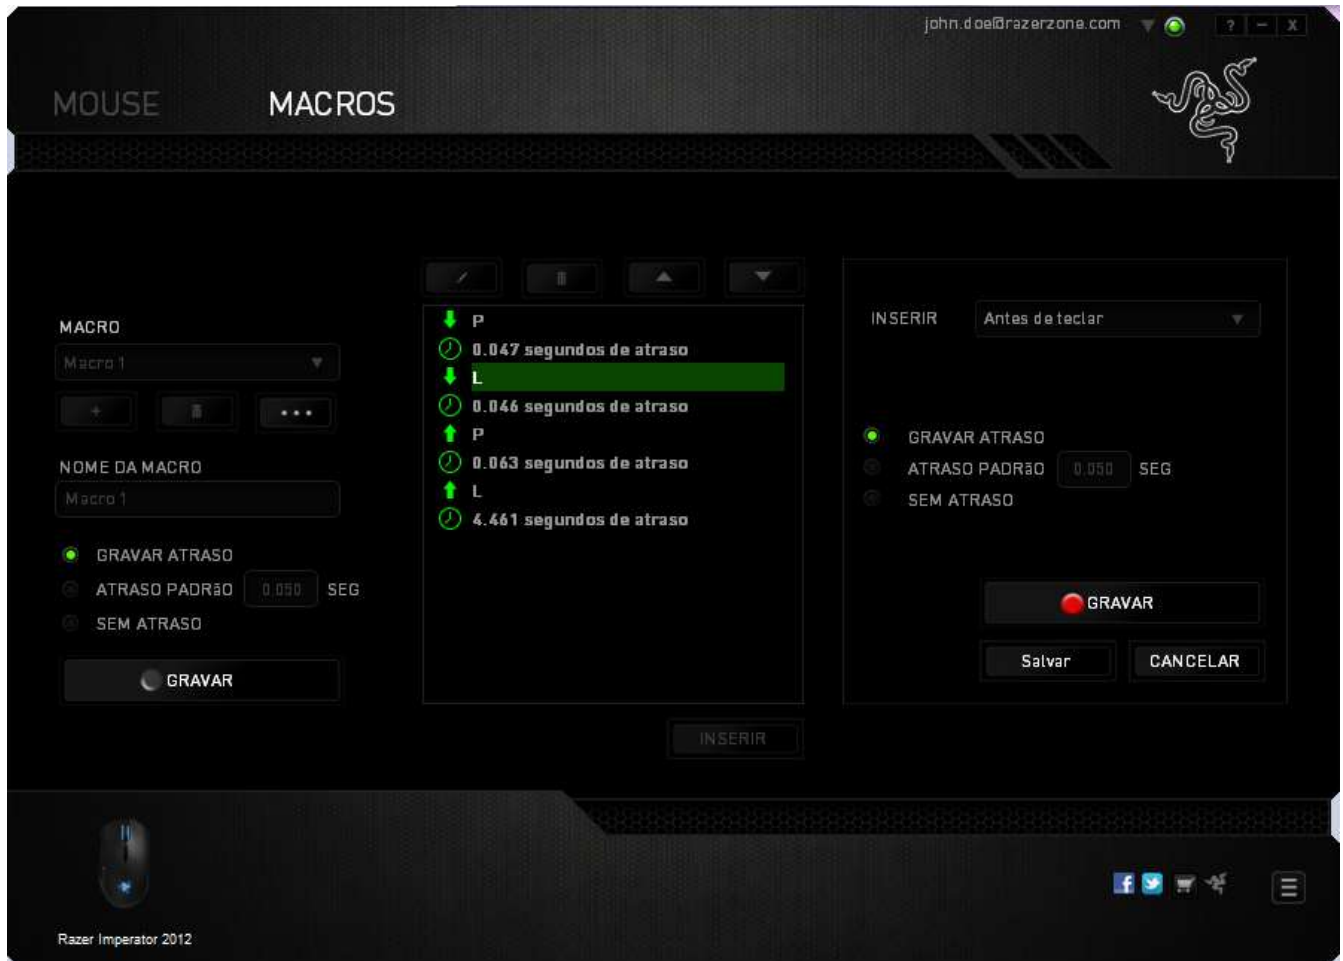 john.doe@razerzone.com
? – X
MOUSE MACROS
MACRO
Macro 1
NOME DA MACRO
Macro 1
GRAVAR ATRASO
ATRASO PADRãO 0.050 SEG
SEM ATRASO
GRAVAR
P
0.047 segundos de atraso
L
0.046 segundos de atraso
P
0.063 segundos de atraso
L
4.461 segundos de atraso
INSERIR
INSERIR Antes de teclar
GRAVAR ATRASO
ATRASO PADRãO 0.050 SEG
SEM ATRASO
GRAVAR
Salvar CANCELAR
Razer Imperator 2012